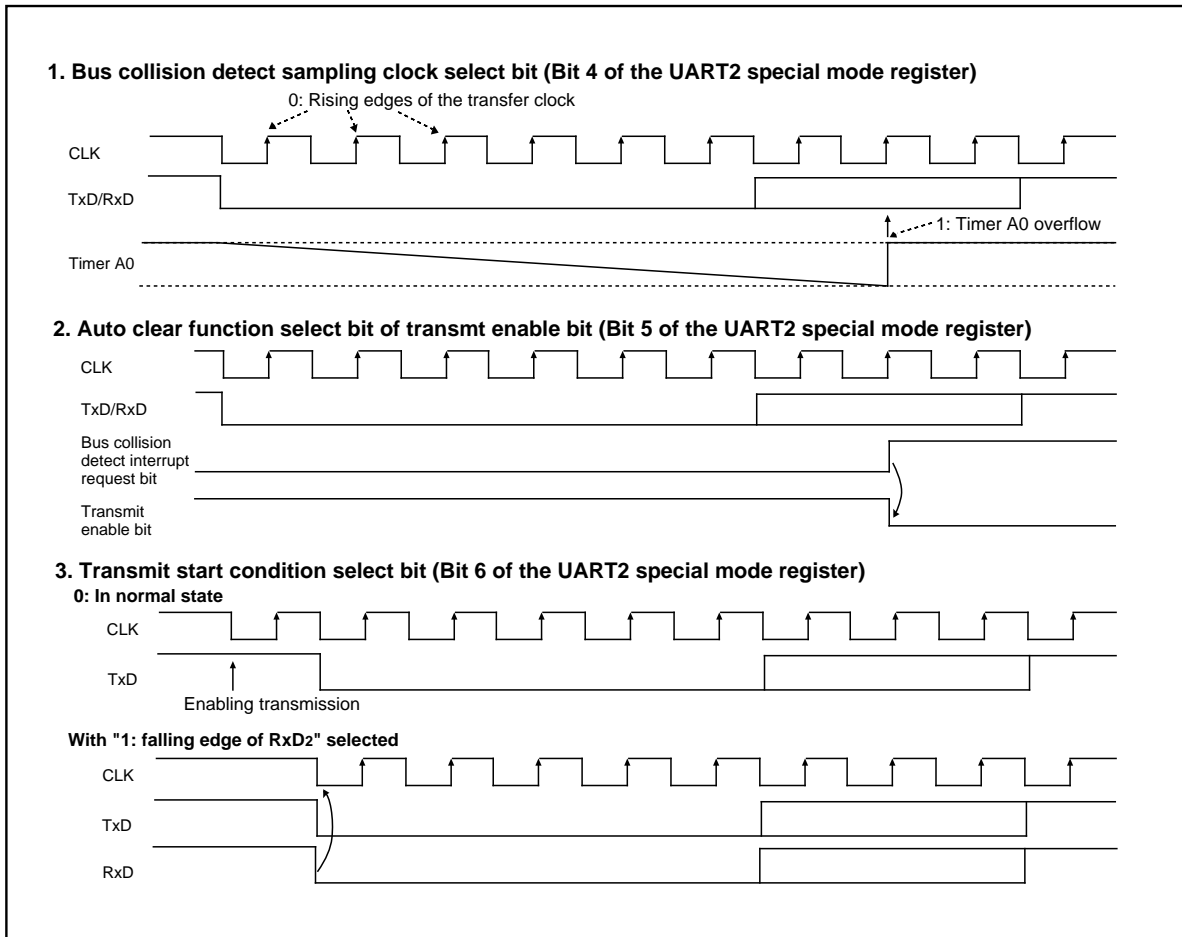 1. Bus collision detect sampling clock select bit (Bit 4 of the UART2 special mode register)
0: Rising edges of the transfer clock
CLK
TxD/RxD
1: Timer A0 overflow
Timer A0
2. Auto clear function select bit of transmt enable bit (Bit 5 of the UART2 special mode register)
CLK
TxD/RxD
Bus collision
detect interrupt
request bit
Transmit
enable bit
3. Transmit start condition select bit (Bit 6 of the UART2 special mode register)
0: In normal state
CLK
TxD
Enabling transmission
With "1: falling edge of RxD2" selected
CLK
TxD
RxD